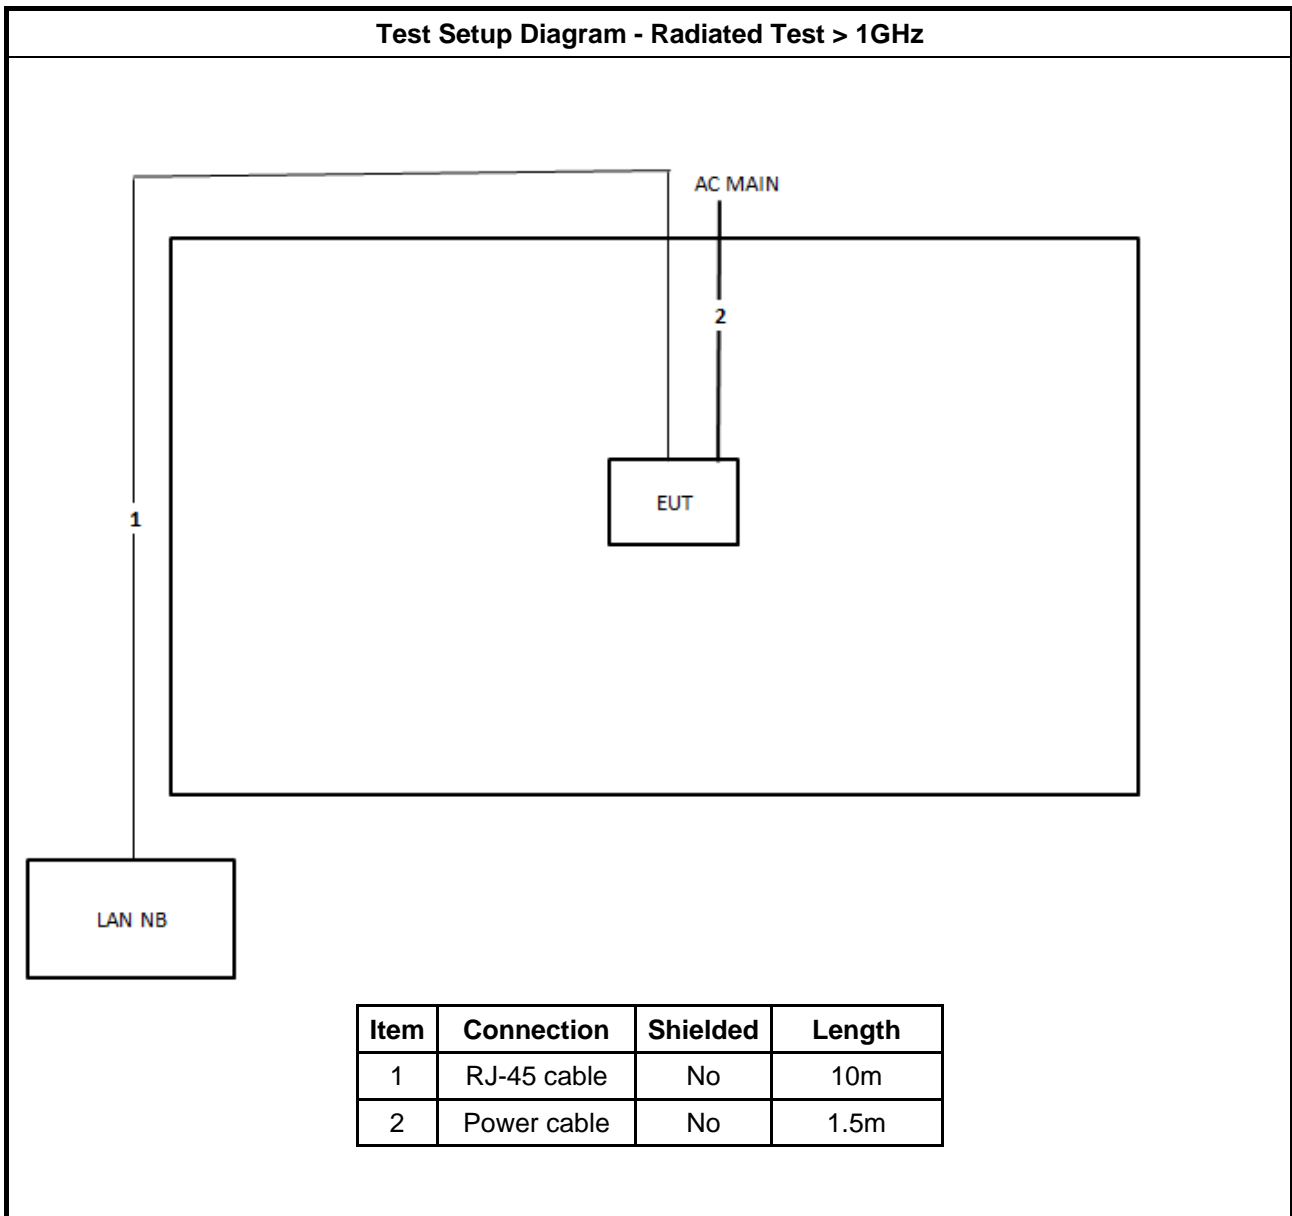 Test Setup Diagram - Radiated Test > 1GHz
AC MAIN
2
EUT
1
LAN NB
Item Connection Shielded Length
1 RJ-45 cable No 10m
2 Power cable No 1.5m